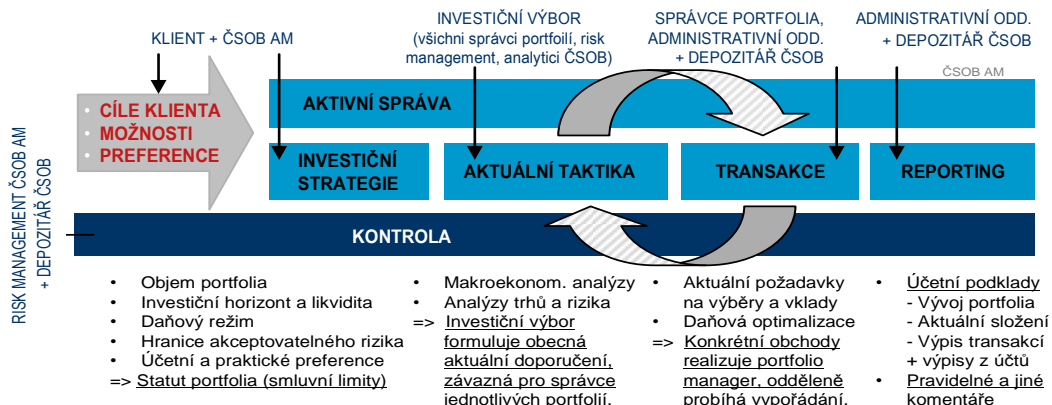 KLIENT + ČSOB AM
INVESTIČNÍ VÝBOR
(všichni správci portfoilí, risk
management, analytici ČSOB)
SPRÁVCE PORTFOLIA,
ADMINISTRATIVNÍ ODD.
+ DEPOZITÁŘ ČSOB
ADMINISTRATIVNÍ ODD.
+ DEPOZITÁŘ ČSOB
ČSOB AM
RISK MANAGEMENT ČSOB AM
+ DEPOZITÁŘ ČSOB
• CÍLE KLIENTA
• MOŽNOSTI
• PREFERENCE
AKTIVNÍ SPRÁVA
INVESTIČNÍ
STRATEGIE
AKTUÁLNÍ TAKTIKA
TRANSAKCE
REPORTING
KONTROLA
• Objem portfolia
• Investiční horizont a likvidita
• Daňový režim
• Hranice akceptovatelného rizika
• Účetní a praktické preference
=> Statut portfolia (smluvní limity)
• Makroekonom. analýzy
• Analýzy trhů a rizika
=> Investiční výbor
formuluje obecná
aktuální doporučení,
závazná pro správce
jednotlivých portfolií.
• Aktuální požadavky
na výběry a vklady
• Daňová optimalizace
=> Konkrétní obchody
realizuje portfolio
manager, odděleně
probíhá vypořádání.
• Účetní podklady
- Vývoj portfolia
- Aktuální složení
- Výpis transakcí
+ výpisy z účtů
• Pravidelné a jiné
komentáře